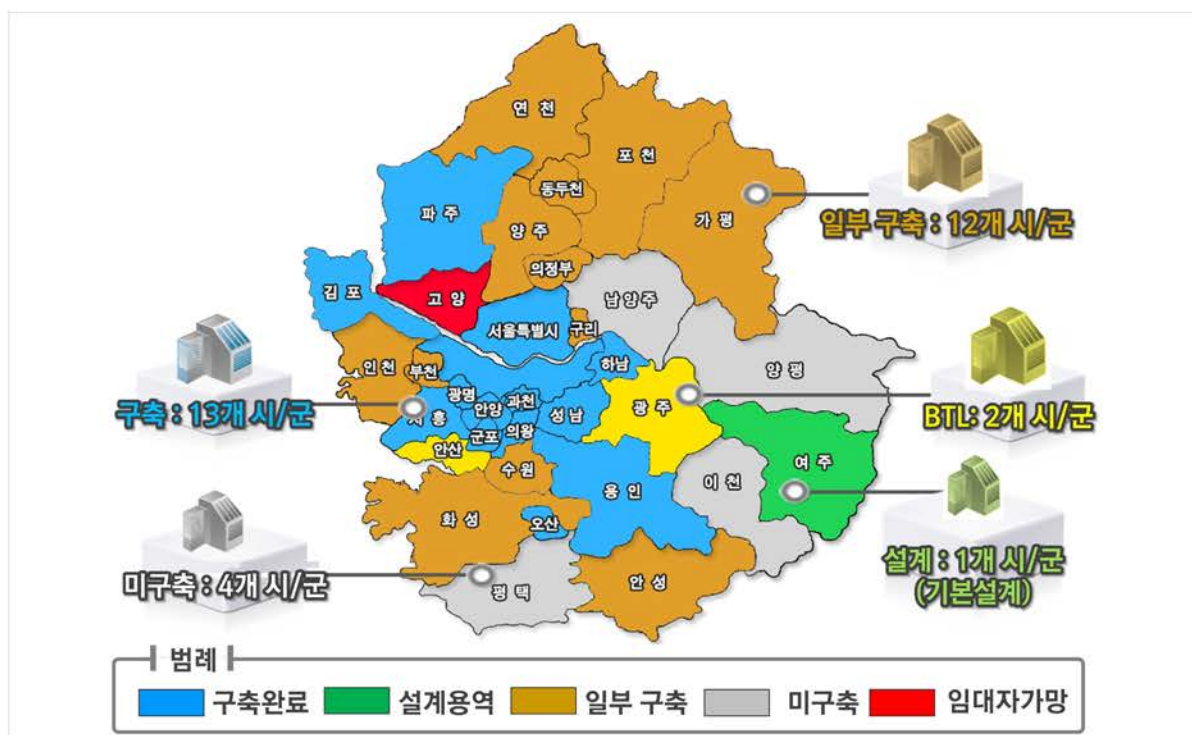 연 천
포 천
동두천
파 주
가 평
양 주
일부 구축 : 12개 시/군
의정부
김 포
고 양
남양주
서울특별시
구리
인 천
부천
하남
양 평
광명
과천
구축 : 13개 시/군
시 흥
안양
성 남
광 주
BTL: 2개 시/군
군포
의왕
안산
수 원
여 주
이 천
용 인
화 성
오산
설계 : 1개 시/군
(기본설계)
미구축 : 4개 시/군
평 택
안 성
범례
구축완료
설계용역
일부 구축
미구축
임대자가망